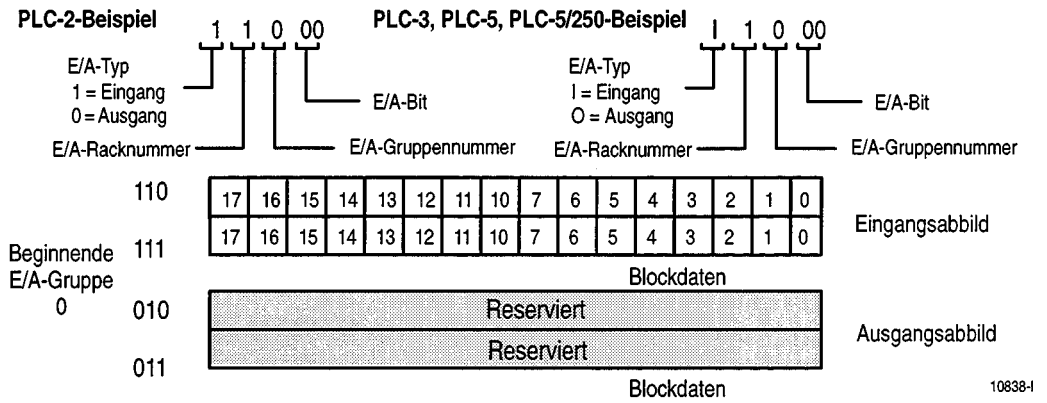 PLC-2-Beispiel 1 1 0 00
PLC-3, PLC-5, PLC-5/250-Beispiel I 1 0 00
E/A-Typ
1 = Eingang
0 = Ausgang
E/A-Bit
E/A-Racknummer
E/A-Gruppennummer
E/A-Typ
I = Eingang
O = Ausgang
E/A-Bit
E/A-Racknummer
E/A-Gruppennummer
110 17 16 15 14 13 12 11 10 7 6 5 4 3 2 1 0
Eingangsabbild
111 17 16 15 14 13 12 11 10 7 6 5 4 3 2 1 0
Blockdaten
Beginnende
E/A-Gruppe
0
010 Reserviert
Ausgangsabbild
011 Reserviert
Blockdaten
10838-I